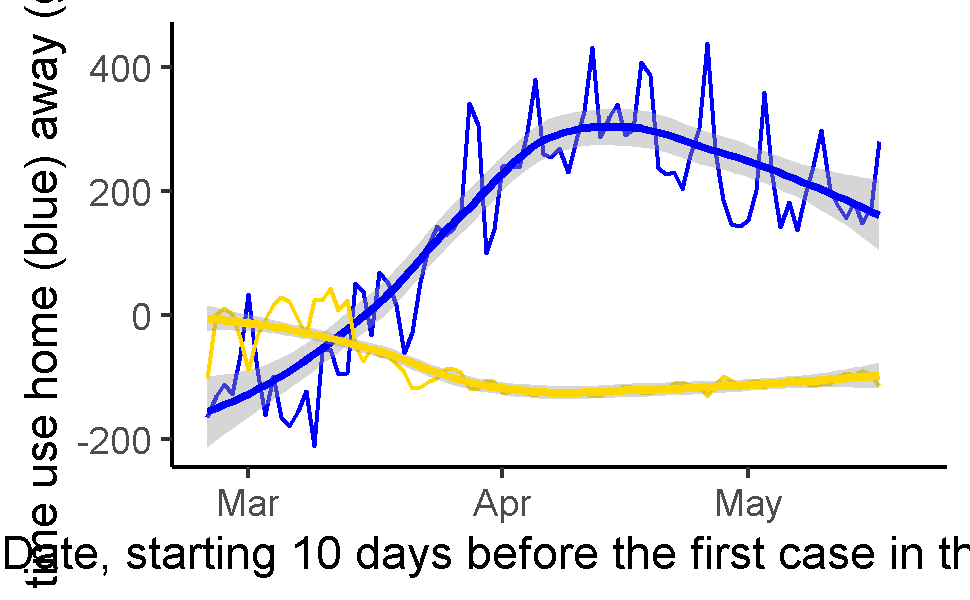 time use home (blue) away (
400
200
0
-200
Mar
Apr
May
Date, starting 10 days before the first case in th